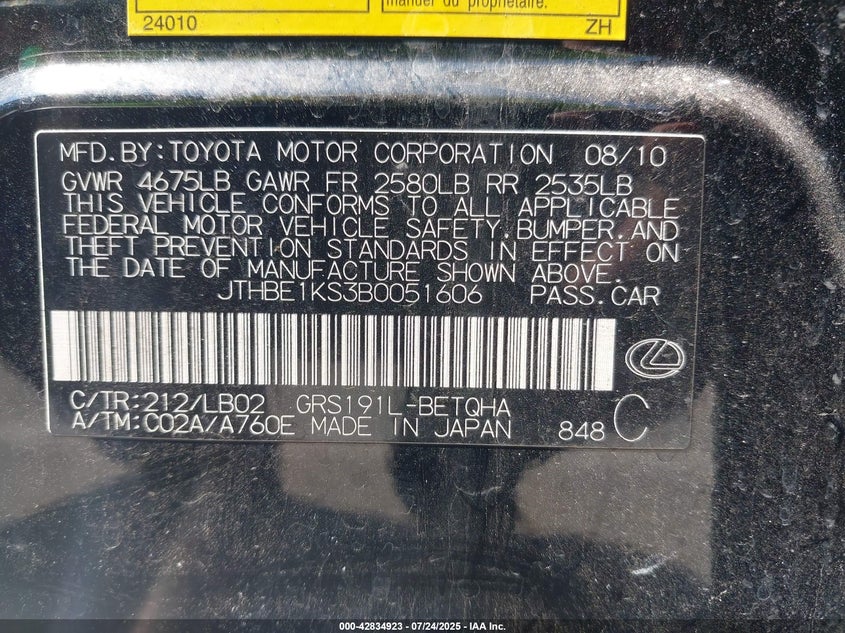 manuel du propriétaire.
24010 ZH
MFD.BY:TOYOTA MOTOR CORPORATION 08/10
GVWR 4675LB GAWR FR 2580LB RR 2535LB
THIS VEHICLE CONFORMS TO ALL APPLICABLE
FEDERAL MOTOR VEHICLE SAFETY,BUMPER,AND
THEFT PREVENTION STANDARDS IN EFFECT ON
THE DATE OF MANUFACTURE SHOWN ABOVE.
JTHBE1KS3B0051606 PASS.CAR
C/TR:212/LB02 GRS191L-BETQHA
A/TM:C02A/A760E MADE IN JAPAN 848 C
000-42834923 - 07/24/2025 - IAA Inc.